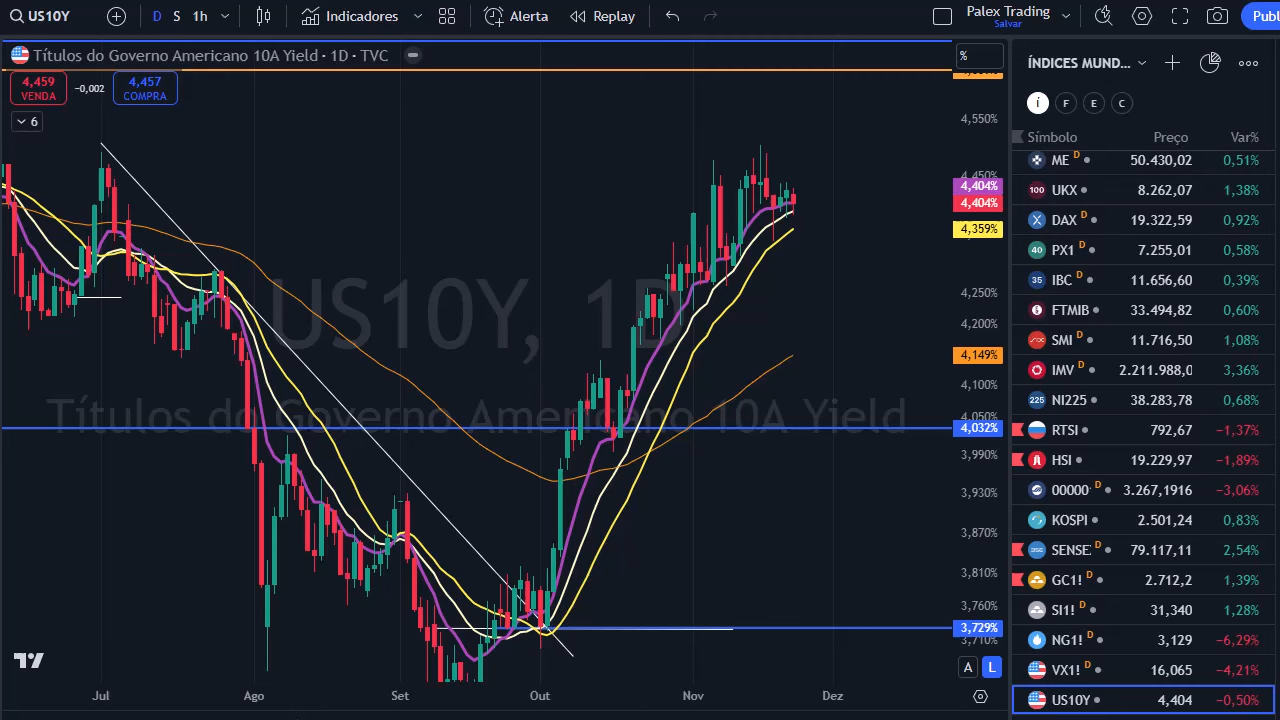 US10Y
D S 1h
Indicadores
Alerta
Replay
Palex Trading
Salvar
Publ
Títulos do Governo Americano 10A Yield · 1D · TVC
4,459
VENDA
−0,002
4,457
COMPRA
6
%
4,550%
4,450%
4,404%
4,404%
4,359%
4,250%
4,200%
4,149%
4,100%
4,050%
4,032%
3,990%
3,930%
3,870%
3,810%
3,760%
3,729%
3,710%
US10Y, 1D
Títulos do Governo Americano 10A Yield
A L
Jul Ago Set Out Nov Dez
ÍNDICES MUND...
Í F E C
Símbolo Preço Var%
ME D 50.430,02 0,51%
100 UKX 8.262,07 1,38%
X DAX D 19.322,59 0,92%
40 PX1 D 7.255,01 0,58%
35 IBC D 11.656,60 0,39%
FTMIB 33.494,82 0,60%
SMI D 11.716,50 1,08%
IMV D 2.211.988,0 3,36%
225 NI225 38.283,78 0,68%
RTSI 792,67 −1,37%
HSI 19.229,97 −1,89%
00000 D 3.267,1916 −3,06%
KOSPI 2.501,24 0,83%
SENSE D 79.117,11 2,54%
GC1! D 2.712,2 1,39%
SI1! D 31,340 1,28%
NG1! D 3,129 −6,29%
VX1! D 16,065 −4,21%
US10Y 4,404 −0,50%